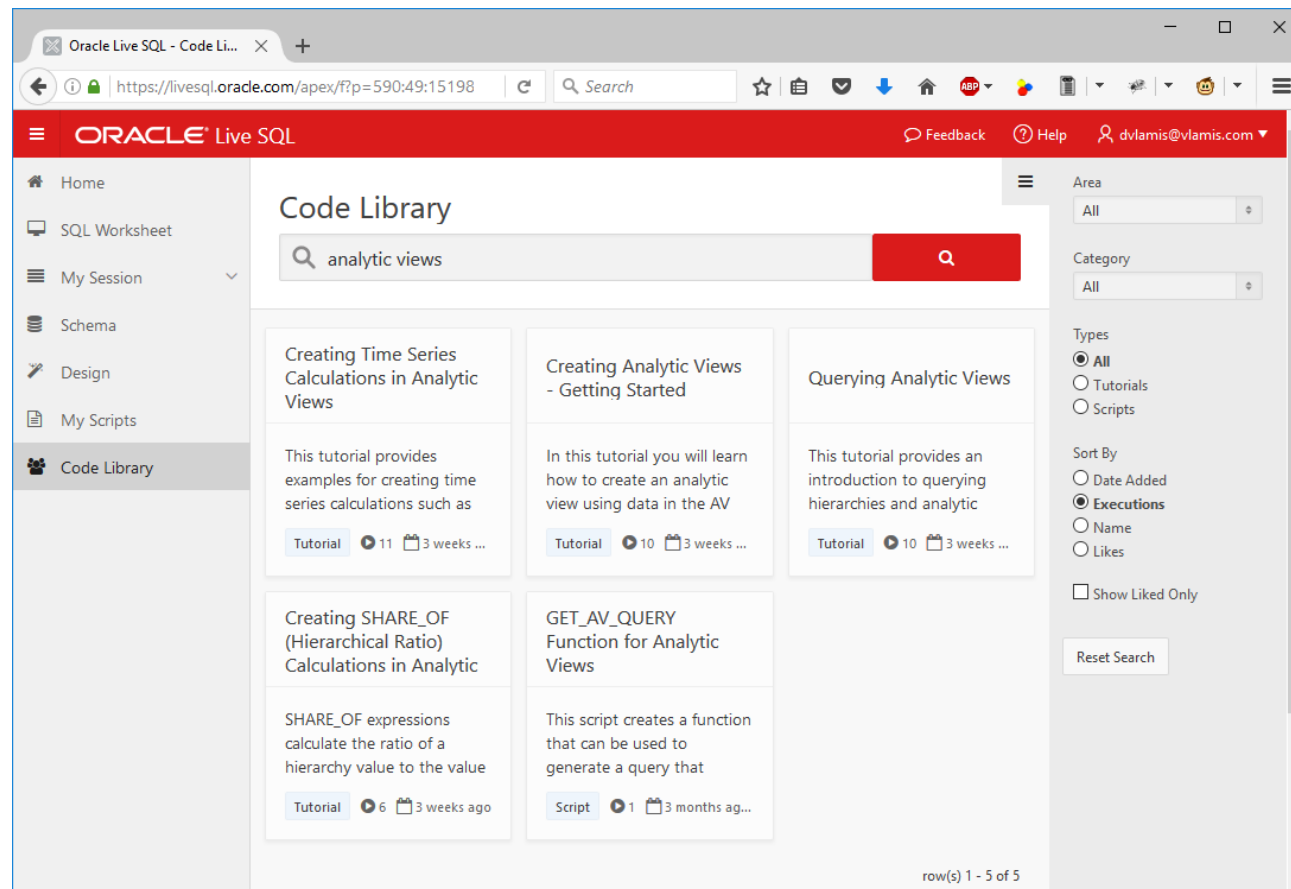 Oracle Live SQL - Code Li...
https://livesql.oracle.com/apex/f?p=590:49:15198
Search
ABP
ORACLE® Live SQL
Feedback
Help
dvlamis@vlamis.com
Home
SQL Worksheet
My Session
Schema
Design
My Scripts
Code Library
Code Library
analytic views
Creating Time Series
Calculations in Analytic
Views
This tutorial provides
examples for creating time
series calculations such as
Tutorial 11 3 weeks ...
Creating Analytic Views
- Getting Started
In this tutorial you will learn
how to create an analytic
view using data in the AV
Tutorial 10 3 weeks ...
Querying Analytic Views
This tutorial provides an
introduction to querying
hierarchies and analytic
Tutorial 10 3 weeks ...
Creating SHARE_OF
(Hierarchical Ratio)
Calculations in Analytic
SHARE_OF expressions
calculate the ratio of a
hierarchy value to the value
Tutorial 6 3 weeks ago
GET_AV_QUERY
Function for Analytic
Views
This script creates a function
that can be used to
generate a query that
Script 1 3 months ag...
row(s) 1 - 5 of 5
Area
All
Category
All
Types
All
Tutorials
Scripts
Sort By
Date Added
Executions
Name
Likes
Show Liked Only
Reset Search